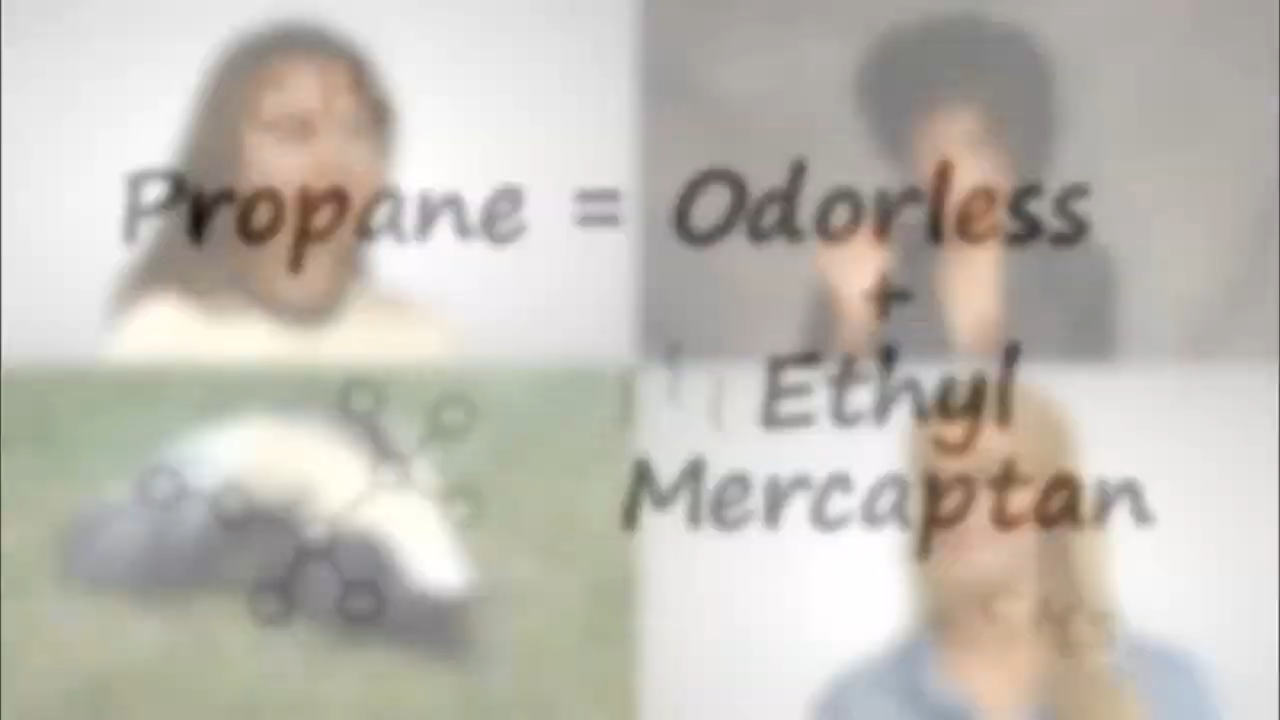 Propane = Odorless
+
Ethyl
Mercaptan